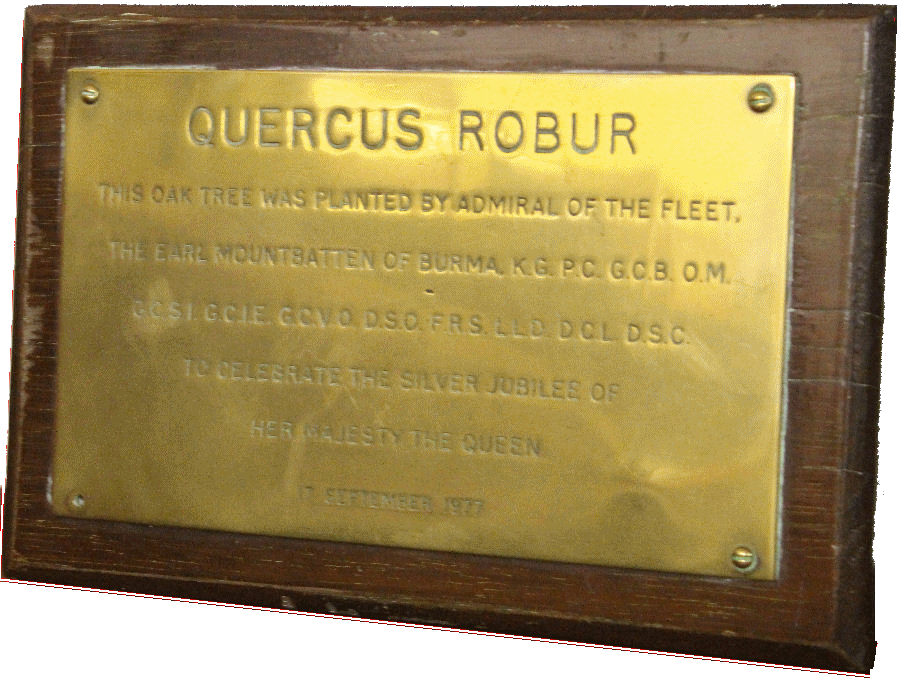 QUERCUS ROBUR
THIS OAK TREE WAS PLANTED BY ADMIRAL OF THE FLEET,
THE EARL MOUNTBATTEN OF BURMA, K.G. P.C. G.C.B. O.M.
G.C.S.I. G.C.I.E. G.C.V.O. D.S.O. F.R.S. L.L.D. D.C.L. D.S.C.
TO CELEBRATE THE SILVER JUBILEE OF
HER MAJESTY THE QUEEN
17 SEPTEMBER 1977